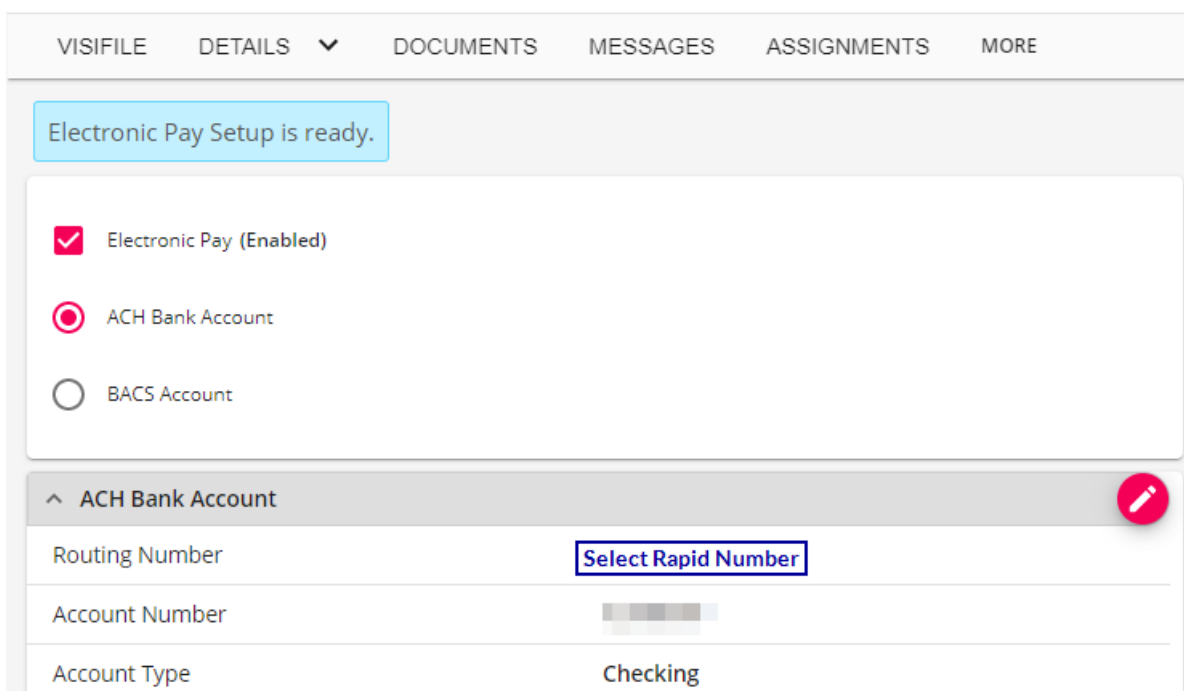 VISIFILE DETAILS DOCUMENTS MESSAGES ASSIGNMENTS MORE
Electronic Pay Setup is ready.
Electronic Pay (Enabled)
ACH Bank Account
BACS Account
ACH Bank Account
Routing Number Select Rapid Number
Account Number
Account Type Checking